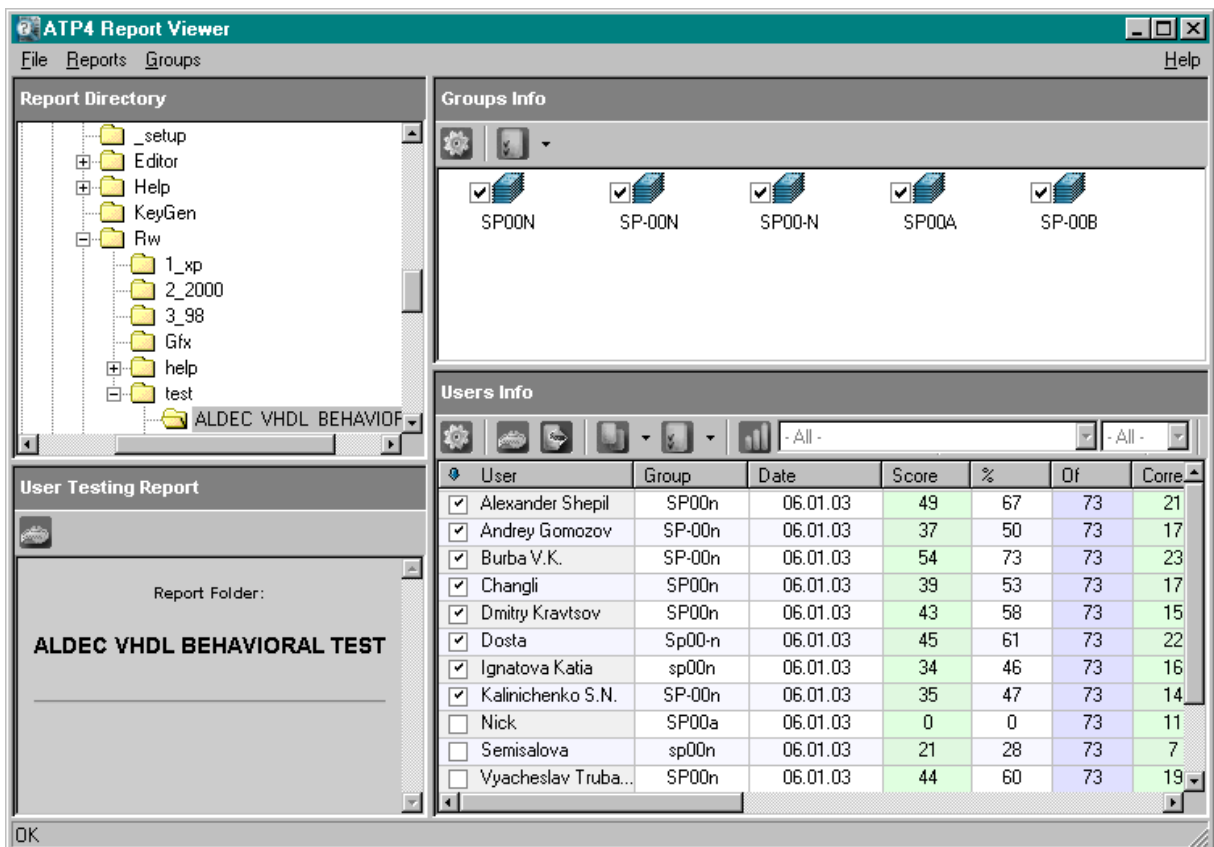 ATP4 Report Viewer
File Reports Groups Help
Report Directory
_setup
Editor
Help
KeyGen
Rw
1_xp
2_2000
3_98
Gfx
help
test
ALDEC VHDL BEHAVIOR
User Testing Report
Report Folder:
ALDEC VHDL BEHAVIORAL TEST
Groups Info
SP00N SP-00N SP00-N SP00A SP-00B
Users Info
- All - - All -
User Group Date Score % Of Corre
Alexander Shepil SP00n 06.01.03 49 67 73 21
Andrey Gomozov SP-00n 06.01.03 37 50 73 17
Burba V.K. SP-00n 06.01.03 54 73 73 23
Changli SP00n 06.01.03 39 53 73 17
Dmitry Kravtsov SP00n 06.01.03 43 58 73 15
Dosta Sp00-n 06.01.03 45 61 73 22
Ignatova Katia sp00n 06.01.03 34 46 73 16
Kalinichenko S.N. SP-00n 06.01.03 35 47 73 14
Nick SP00a 06.01.03 0 0 73 11
Semisalova sp00n 06.01.03 21 28 73 7
Vyacheslav Truba... SP00n 06.01.03 44 60 73 19
OK